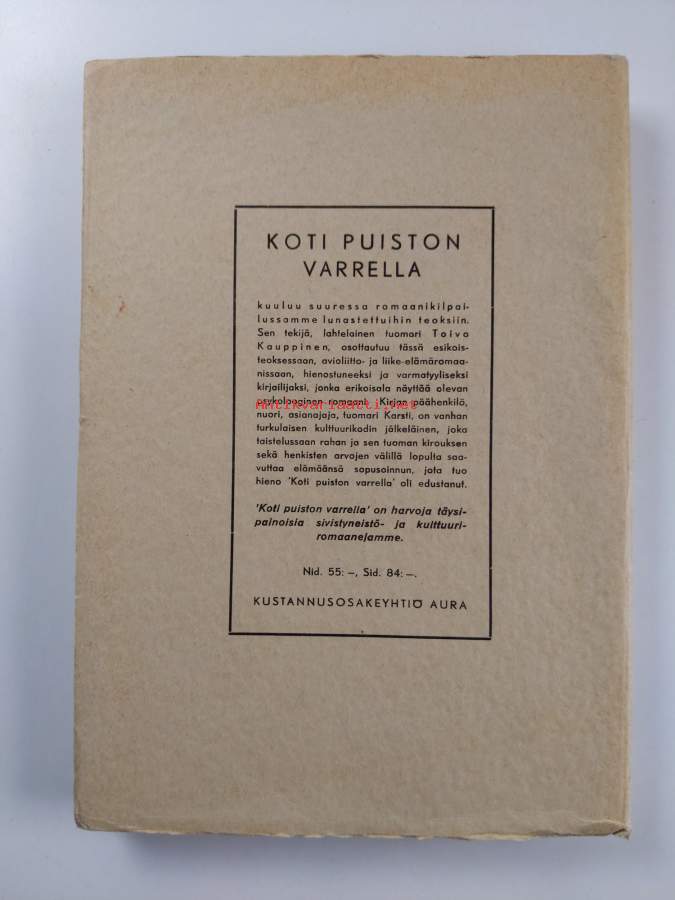 KOTI PUISTON
VARRELLA
kuuluu suuressa romaanikilpai-
lussamme lunastettuihin teoksiin.
Sen tekijä, lahtelainen tuomari Toivo
Kauppinen, osottautuu tässä esikois-
teoksessaan, avioliitto- ja liike-elämäromaa-
nissaan, hienostuneeksi ja varmatyyliseksi
kirjailijaksi, jonka erikoisala näyttää olevan
psykologinen romaani. Kirjan päähenkilö,
antikvariaatti.net
nuori, asianajaja, tuomari Karsti, on vanhan
turkulaisen kulttuurikodin jälkeläinen, joka
taistelussaan rahan ja sen tuoman kirouksen
sekä henkisten arvojen välillä lopulta saa-
vuttaa elämäänsä sopusoinnun, jota tuo
hieno 'Koti puiston varrella' oli edustanut.
'Koti puiston varrella' on harvoja täysi-
painoisia sivistyneistö- ja kulttuuri-
romaanejamme.
Nid. 55:–, Sid. 84:–.
KUSTANNUSOSAKEYHTIÖ AURA